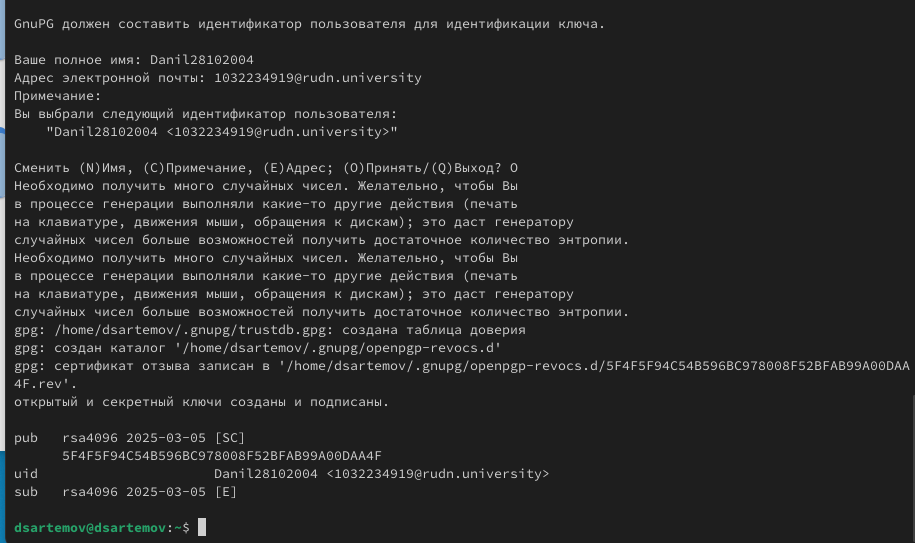 GnuPG должен составить идентификатор пользователя для идентификации ключа.
Ваше полное имя: Danil28102004
Адрес электронной почты: 1032234919@rudn.university
Примечание:
Вы выбрали следующий идентификатор пользователя:
"Danil28102004 <1032234919@rudn.university>"
Сменить (N)Имя, (C)Примечание, (E)Адрес; (O)Принять/(Q)Выход? O
Необходимо получить много случайных чисел. Желательно, чтобы Вы
в процессе генерации выполняли какие-то другие действия (печать
на клавиатуре, движения мыши, обращения к дискам); это даст генератору
случайных чисел больше возможностей получить достаточное количество энтропии.
Необходимо получить много случайных чисел. Желательно, чтобы Вы
в процессе генерации выполняли какие-то другие действия (печать
на клавиатуре, движения мыши, обращения к дискам); это даст генератору
случайных чисел больше возможностей получить достаточное количество энтропии.
gpg: /home/dsartemov/.gnupg/trustdb.gpg: создана таблица доверия
gpg: создан каталог '/home/dsartemov/.gnupg/openpgp-revocs.d'
gpg: сертификат отзыва записан в '/home/dsartemov/.gnupg/openpgp-revocs.d/5F4F5F94C54B596BC978008F52BFAB99A00DAA
4F.rev'.
открытый и секретный ключи созданы и подписаны.
pub   rsa4096 2025-03-05 [SC]
5F4F5F94C54B596BC978008F52BFAB99A00DAA4F
uid                      Danil28102004 <1032234919@rudn.university>
sub   rsa4096 2025-03-05 [E]
dsartemov@dsartemov:~$